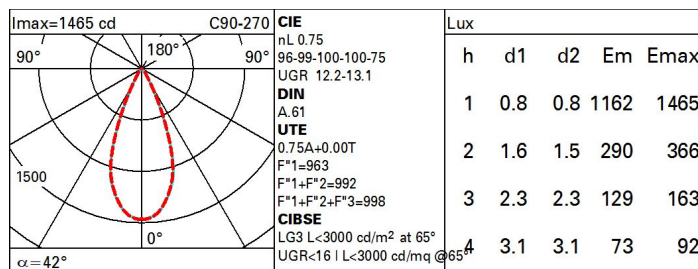 Imax=1465 cd C90-270
90° 180° 90°
1500
0°
α=42°
CIE
nL 0.75
96-99-100-100-75
UGR 12.2-13.1
DIN
A.61
UTE
0.75A+0.00T
F"1=963
F"1+F"2=992
F"1+F"2+F"3=998
CIBSE
LG3 L<3000 cd/m² at 65°
UGR<16 | L<3000 cd/mq @65°
Lux
h d1 d2 Em Emax
1 0.8 0.8 1162 1465
2 1.6 1.5 290 366
3 2.3 2.3 129 163
4 3.1 3.1 73 92